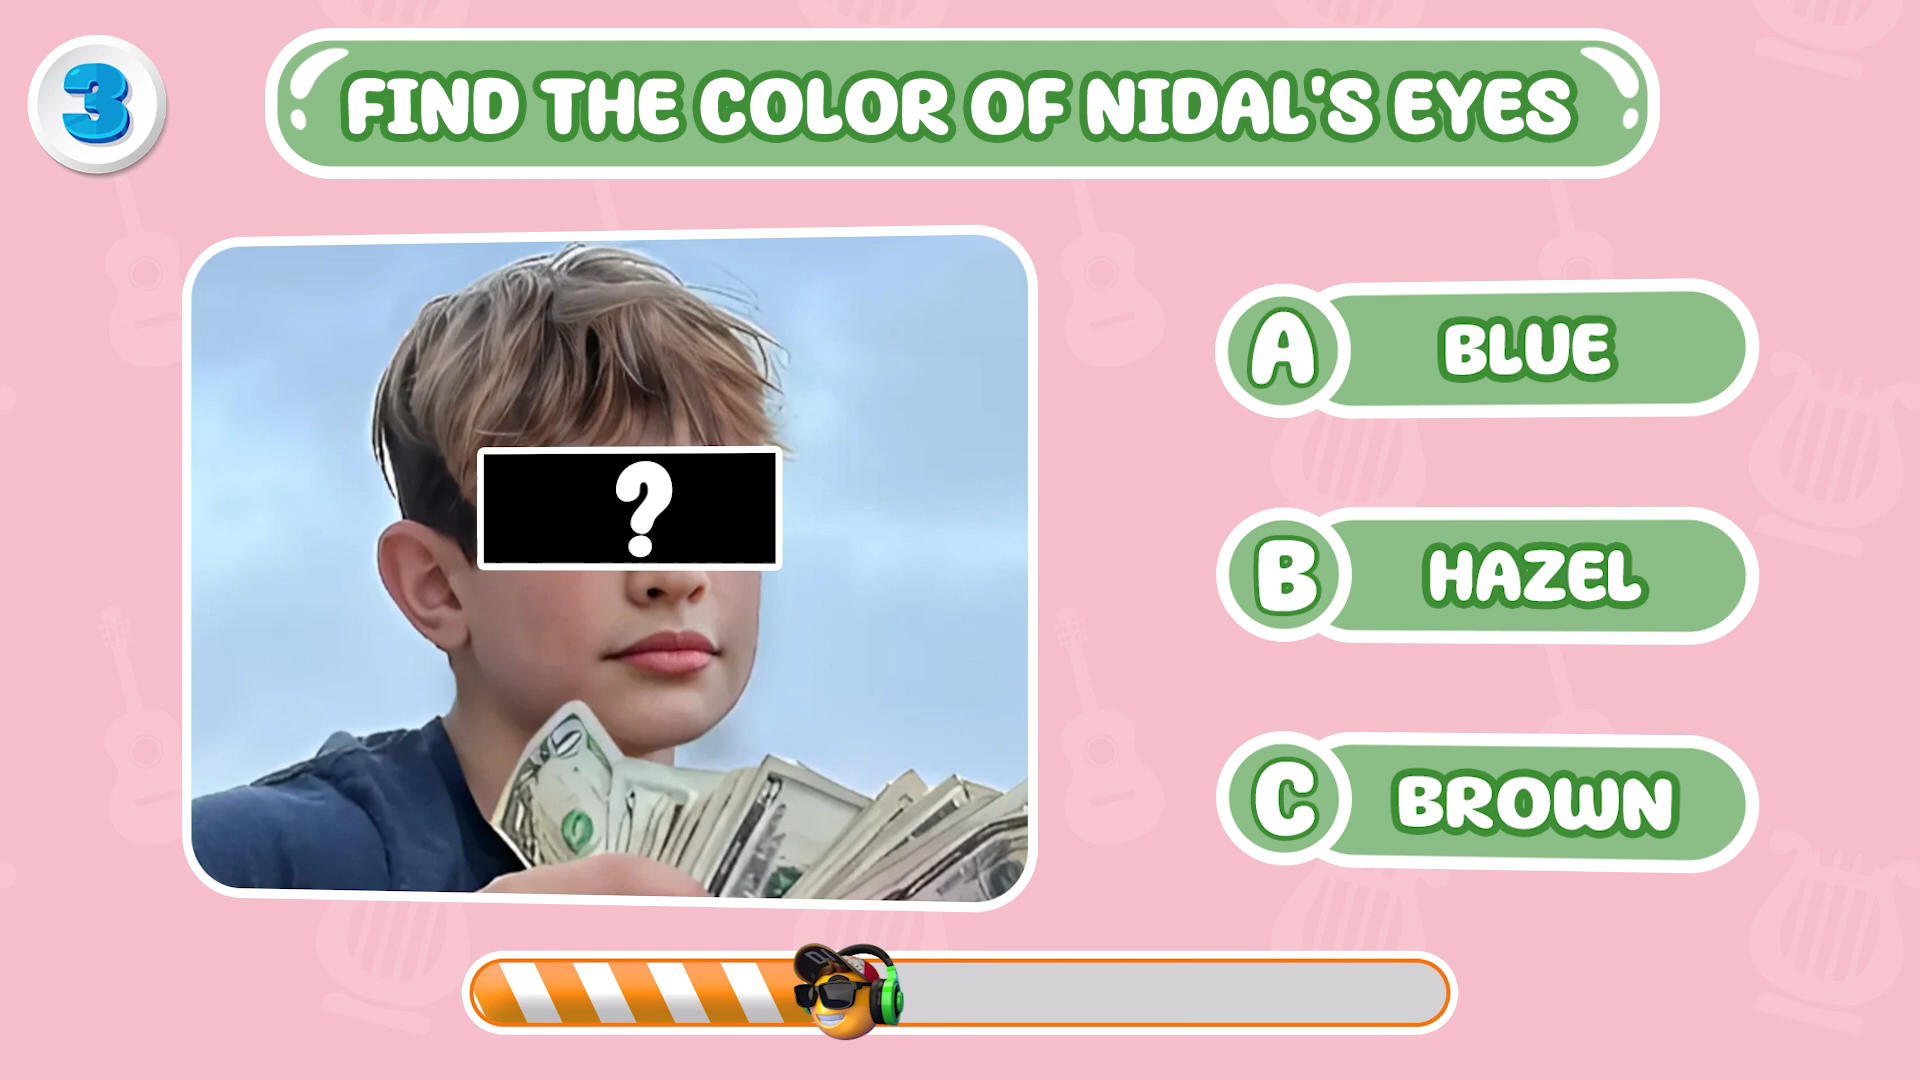 3
FIND THE COLOR OF NIDAL'S EYES
?
A BLUE
B HAZEL
C BROWN